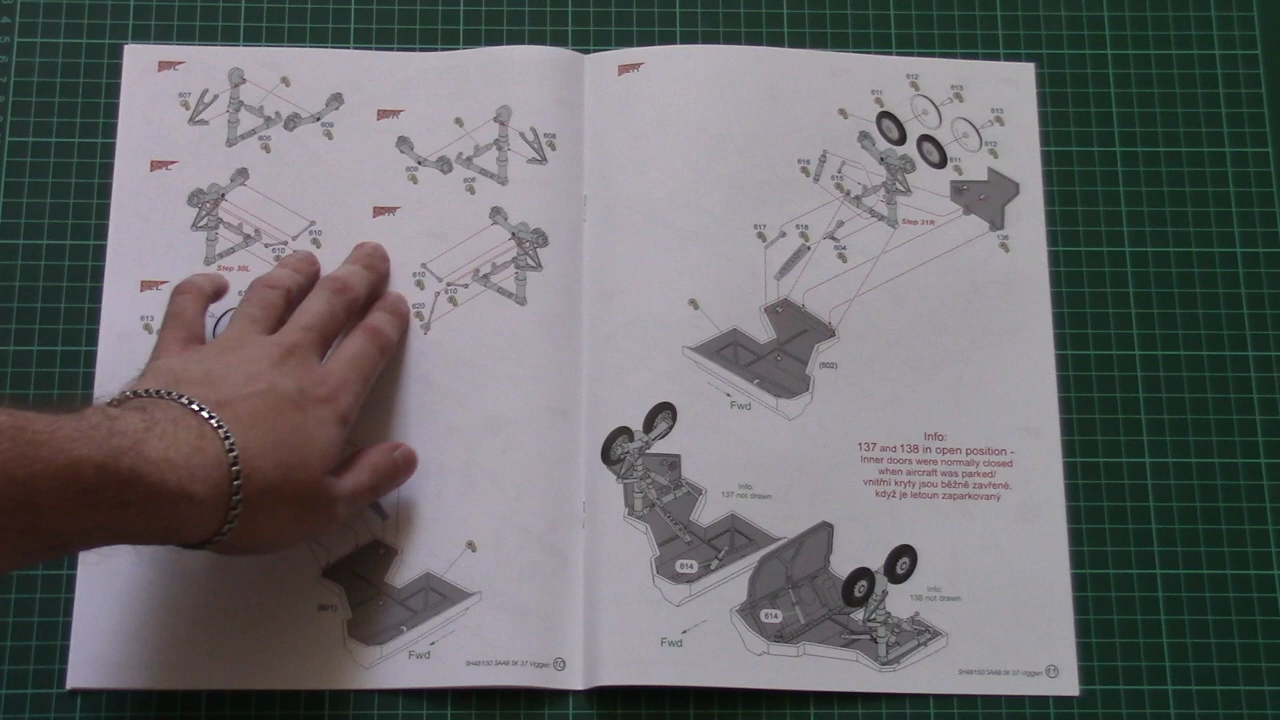 607
605
609
608
609
606
610
610
Step 30L
610
610
620
613
(601)
Fwd
SH48150 SAAB SK 37 Viggen 10
612
613
611
613
612
611
616
615
Step 31R
617
618
604
138
(602)
Fwd
Info:
137 and 138 in open position -
Inner doors were normally closed
when aircraft was parked/
vnitřní kryty jsou běžně zavřené,
když je letoun zaparkovaný
Info:
137 not drawn
614
614
Info:
138 not drawn
Fwd
SH48150 SAAB SK 37 Viggen 11